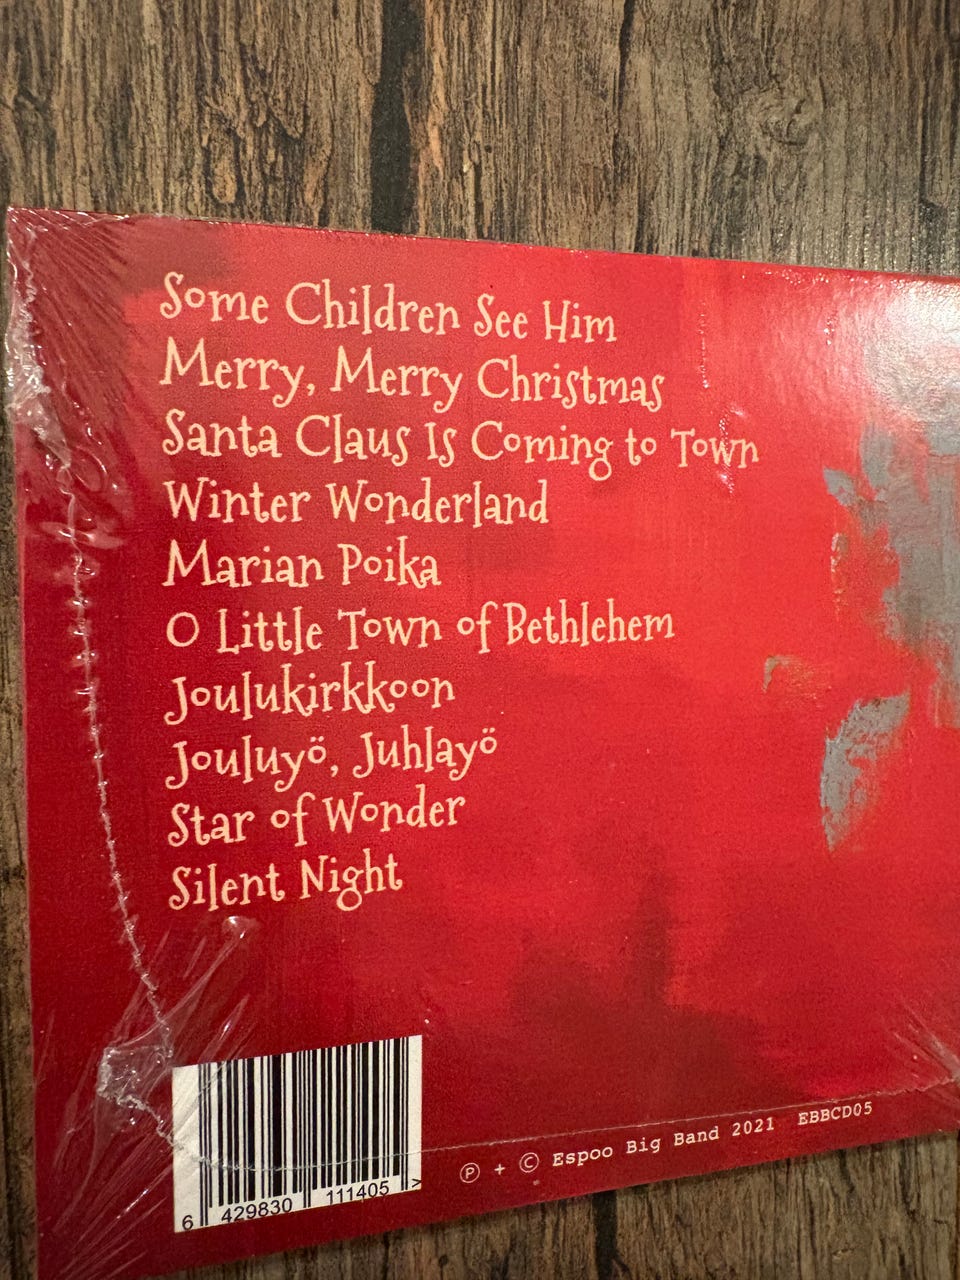 Some Children See Him
Merry, Merry Christmas
Santa Claus Is Coming to Town
Winter Wonderland
Marian Poika
O Little Town of Bethlehem
Joulukirkkoon
Jouluyö, Juhlayö
Star of Wonder
Silent Night
6 429830 111405 >
℗ + © Espoo Big Band 2021 EBBCD05